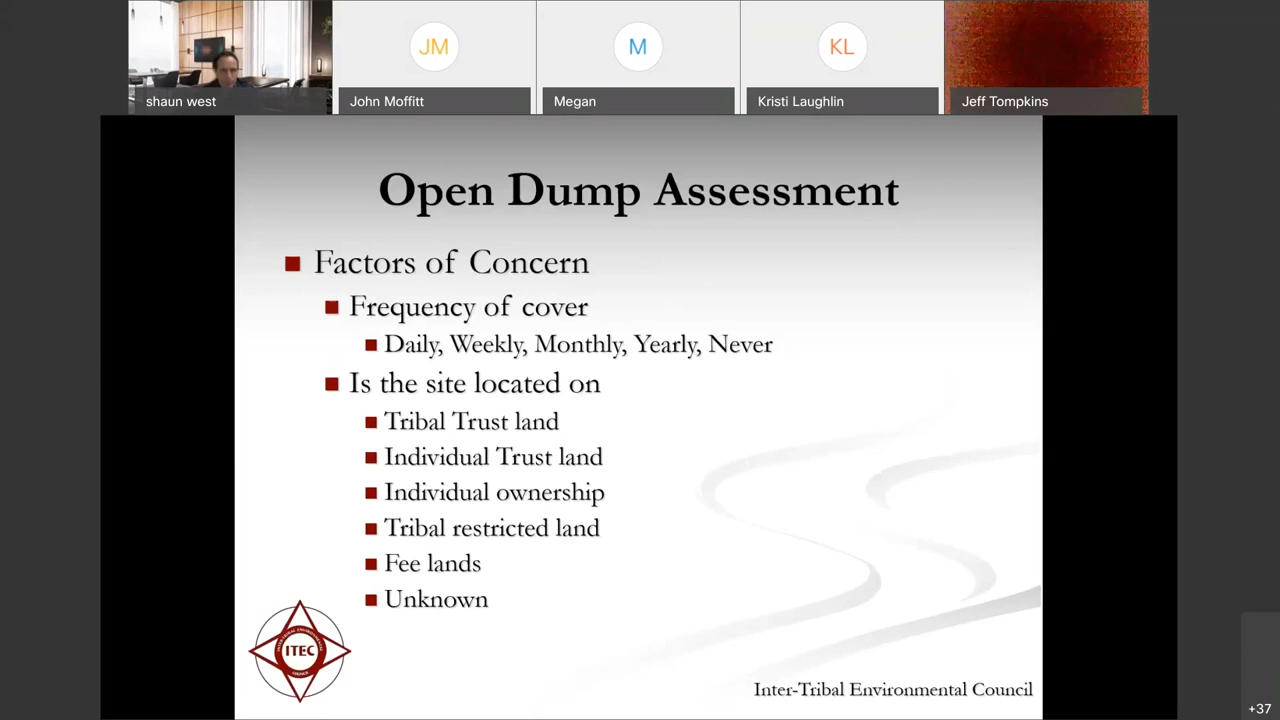 JM
M
KL
shaun west
John Moffitt
Megan
Kristi Laughlin
Jeff Tompkins
Open Dump Assessment
Factors of Concern
Frequency of cover
Daily, Weekly, Monthly, Yearly, Never
Is the site located on
Tribal Trust land
Individual Trust land
Individual ownership
Tribal restricted land
Fee lands
Unknown
ITEC
Inter-Tribal Environmental Council
+37